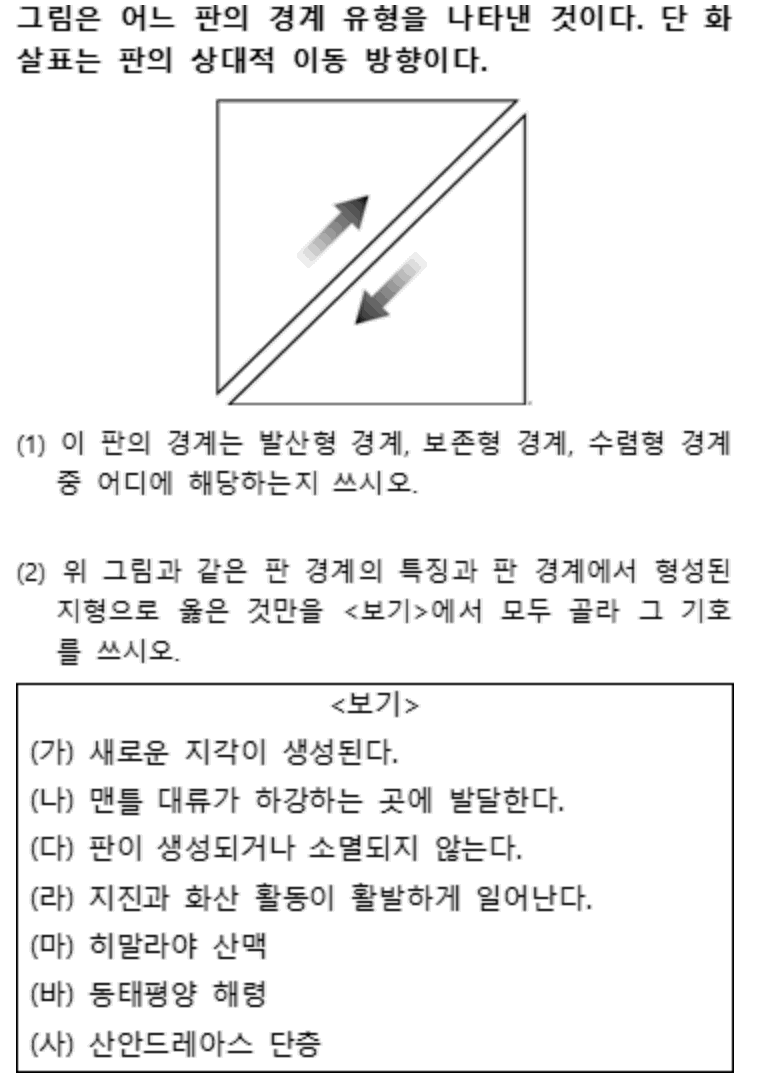 그림은 어느 판의 경계 유형을 나타낸 것이다. 단 화
살표는 판의 상대적 이동 방향이다.
(1) 이 판의 경계는 발산형 경계, 보존형 경계, 수렴형 경계
중 어디에 해당하는지 쓰시오.
(2) 위 그림과 같은 판 경계의 특징과 판 경계에서 형성된
지형으로 옳은 것만을 <보기>에서 모두 골라 그 기호
를 쓰시오.
<보기>
(가) 새로운 지각이 생성된다.
(나) 맨틀 대류가 하강하는 곳에 발달한다.
(다) 판이 생성되거나 소멸되지 않는다.
(라) 지진과 화산 활동이 활발하게 일어난다.
(마) 히말라야 산맥
(바) 동태평양 해령
(사) 산안드레아스 단층